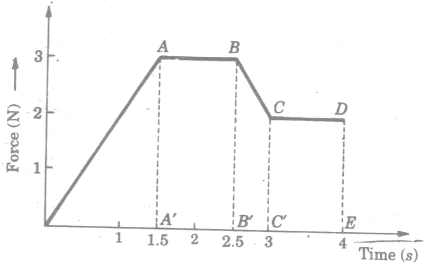 Force (N)
3
2
1
A B
C D
A' B' C' E
1 1.5 2 2.5 3 4
Time (s)